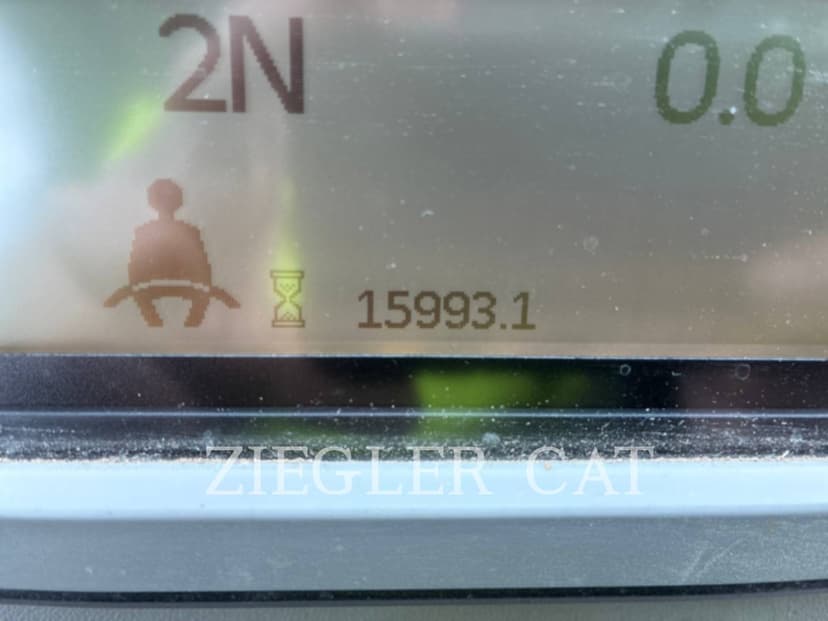 2N 0.0
15993.1
ZIEGLER CAT